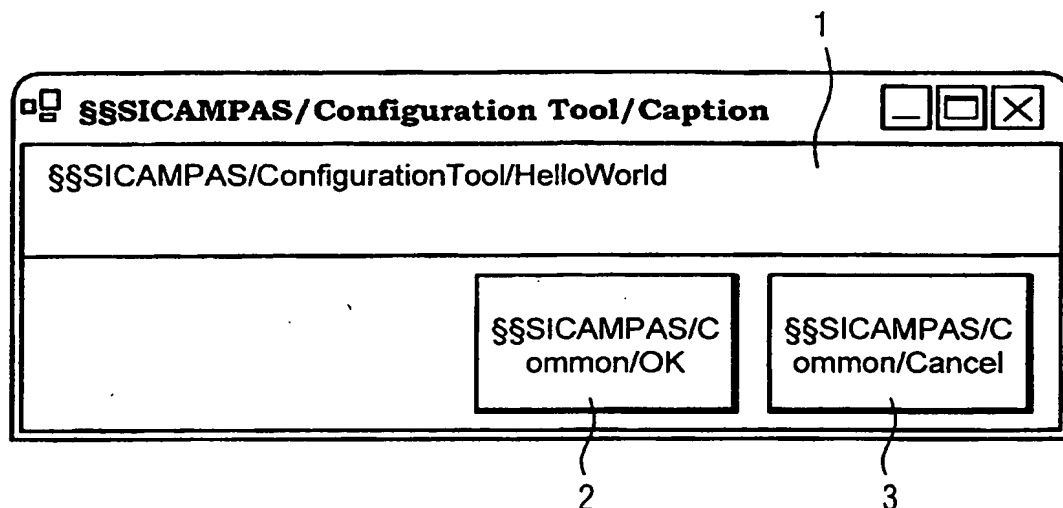 1
§§SICAMPAS/Configuration Tool/Caption
§§SICAMPAS/ConfigurationTool/HelloWorld
§§SICAMPAS/C
ommon/OK
§§SICAMPAS/C
ommon/Cancel
2
3